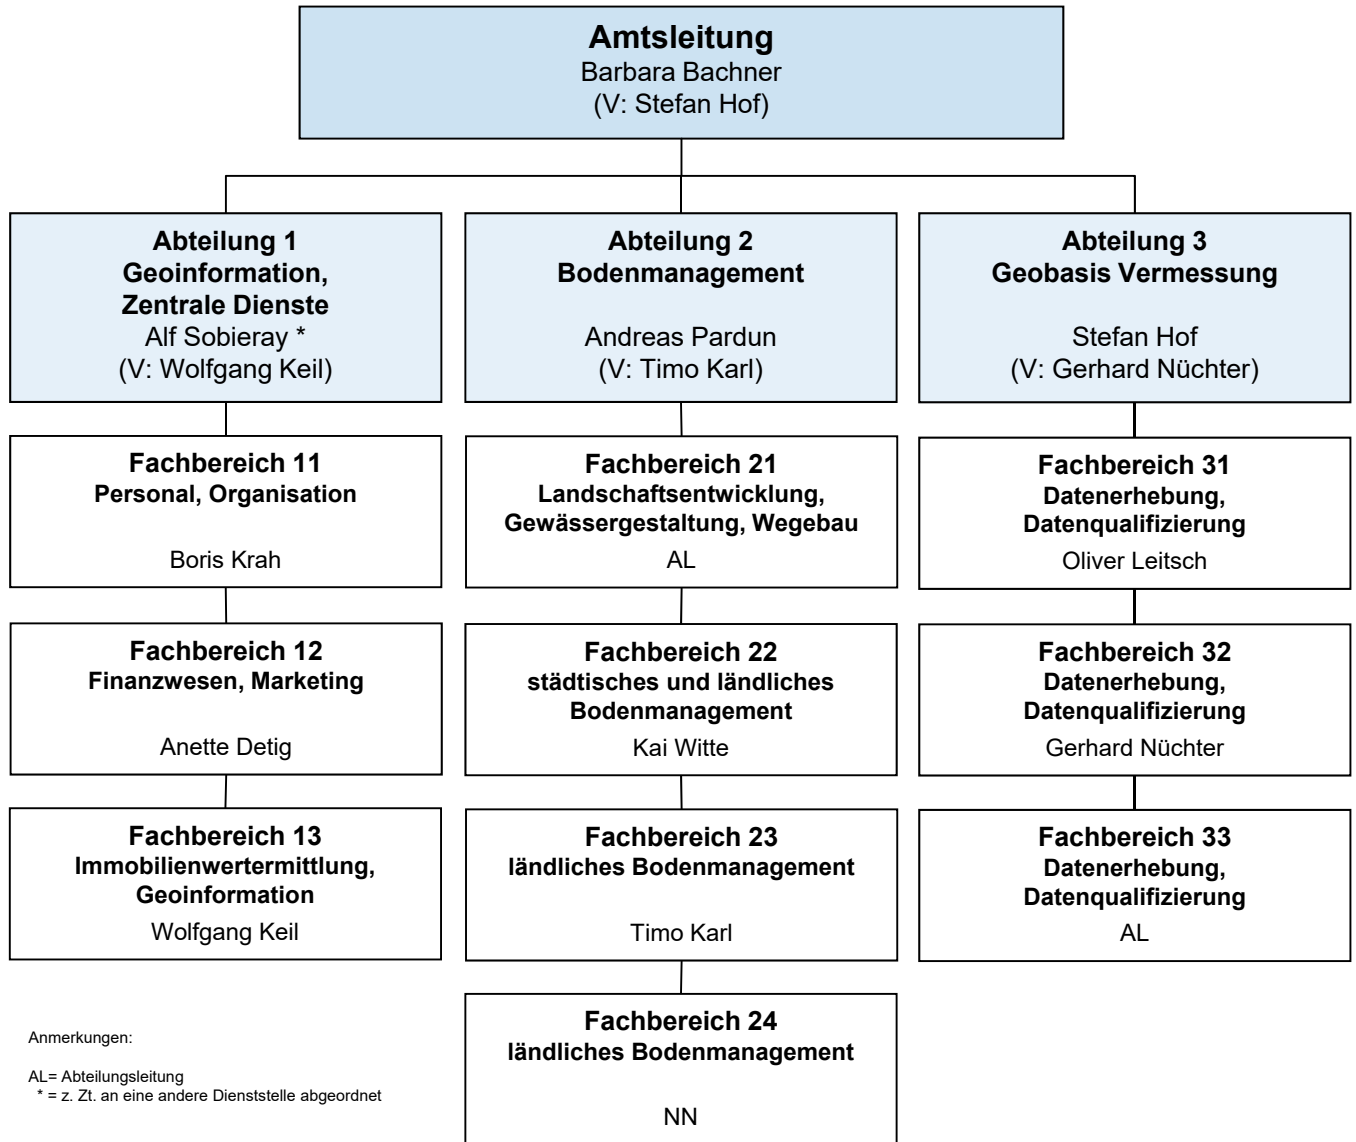 Amtsleitung
Barbara Bachner
(V: Stefan Hof)
Abteilung 1
Geoinformation,
Zentrale Dienste
Alf Sobieray *
(V: Wolfgang Keil)
Fachbereich 11
Personal, Organisation
Boris Krah
Fachbereich 12
Finanzwesen, Marketing
Anette Detig
Fachbereich 13
Immobilienwertermittlung,
Geoinformation
Wolfgang Keil
Abteilung 2
Bodenmanagement
Andreas Pardun
(V: Timo Karl)
Fachbereich 21
Landschaftsentwicklung,
Gewässergestaltung, Wegebau
AL
Fachbereich 22
städtisches und ländliches
Bodenmanagement
Kai Witte
Fachbereich 23
ländliches Bodenmanagement
Timo Karl
Fachbereich 24
ländliches Bodenmanagement
NN
Abteilung 3
Geobasis Vermessung
Stefan Hof
(V: Gerhard Nüchter)
Fachbereich 31
Datenerhebung,
Datenqualifizierung
Oliver Leitsch
Fachbereich 32
Datenerhebung,
Datenqualifizierung
Gerhard Nüchter
Fachbereich 33
Datenerhebung,
Datenqualifizierung
AL
Anmerkungen:
AL= Abteilungsleitung
* = z. Zt. an eine andere Dienststelle abgeordnet